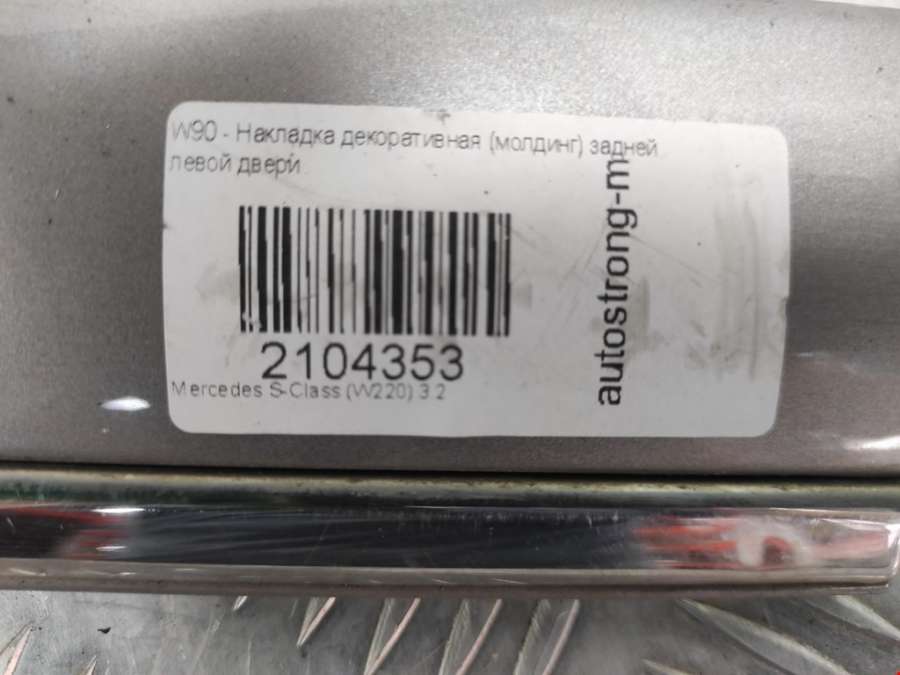 W90 - Накладка декоративная (молдинг) задней
левой двери
2104353
Mercedes S-Class (W220) 3.2
autostrong-m